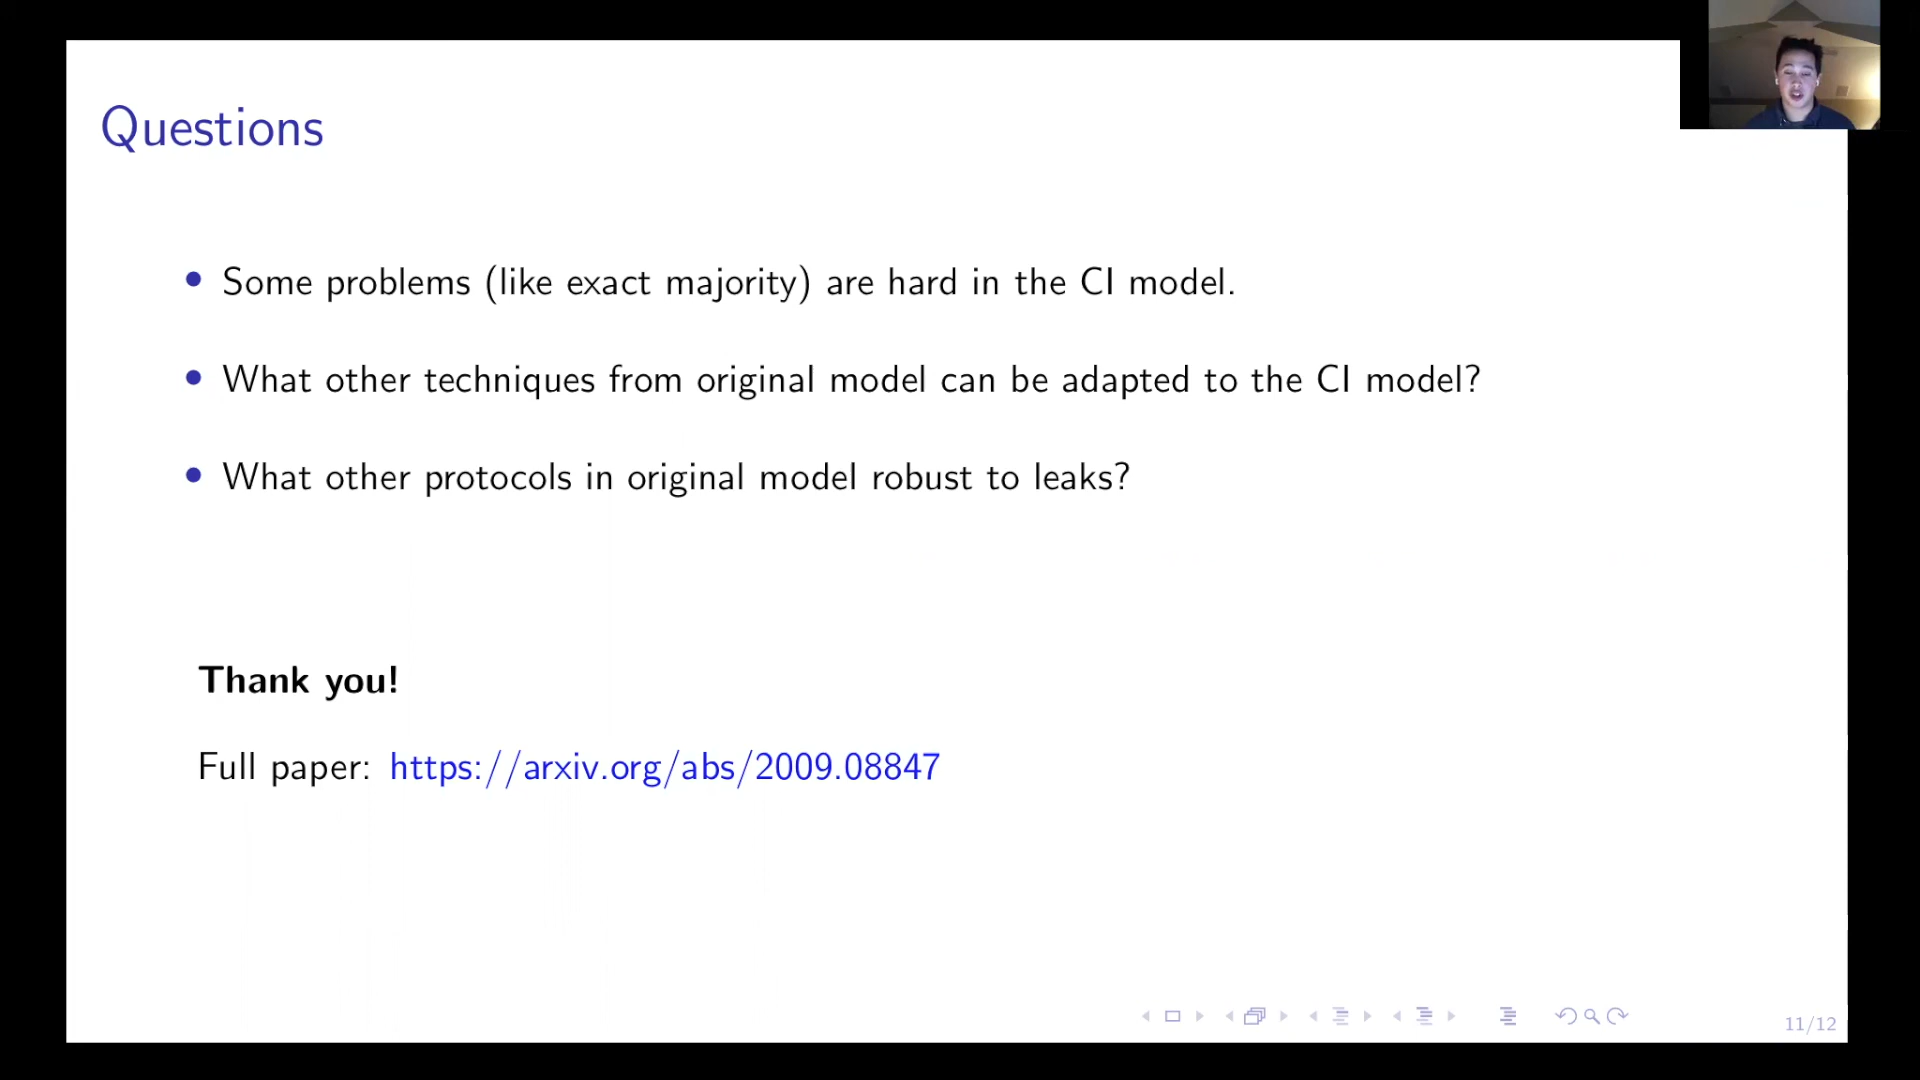 Questions
• Some problems (like exact majority) are hard in the CI model.
• What other techniques from original model can be adapted to the CI model?
• What other protocols in original model robust to leaks?
Thank you!
Full paper: https://arxiv.org/abs/2009.08847
11/12